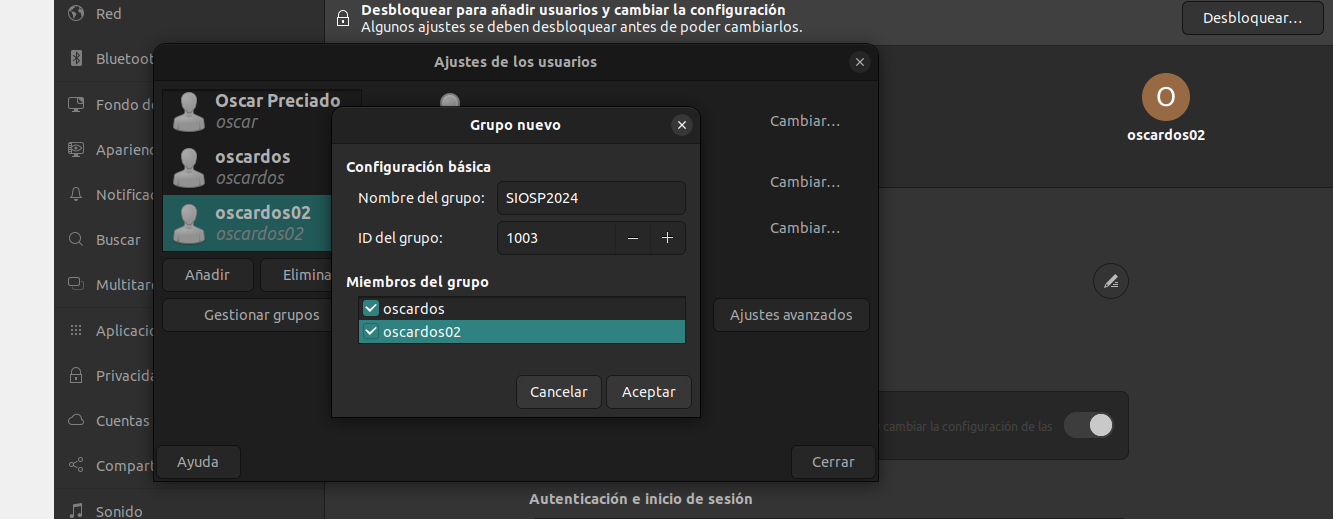 Red
Desbloquear para añadir usuarios y cambiar la configuración
Algunos ajustes se deben desbloquear antes de poder cambiarlos.
Desbloquear...
Bluetoot
Fondo de
Aparienc
Notificac
Buscar
Multitare
Aplicacio
Privacida
Cuentas
Compart
Sonido
Ajustes de los usuarios
Oscar Preciado
oscar
oscardos
oscardos
oscardos02
oscardos02
Añadir
Elimina
Gestionar grupos
Cambiar...
Cambiar...
Cambiar...
Ajustes avanzados
Ayuda
Cerrar
Grupo nuevo
Configuración básica
Nombre del grupo: SIOSP2024
ID del grupo: 1003 − +
Miembros del grupo
oscardos
oscardos02
Cancelar
Aceptar
O
oscardos02
cambiar la configuración de las
Autenticación e inicio de sesión